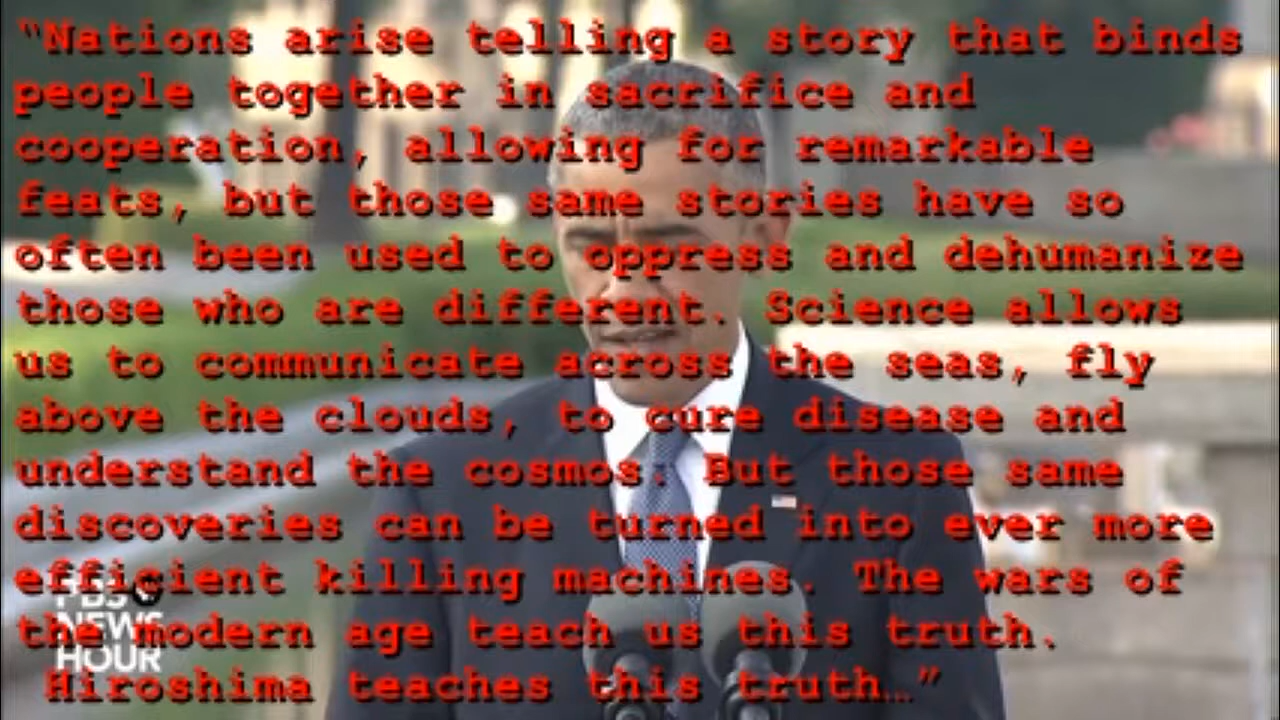 “Nations arise telling a story that binds
people together in sacrifice and
cooperation, allowing for remarkable
feats, but those same stories have so
often been used to oppress and dehumanize
those who are different. Science allows
us to communicate across the seas, fly
above the clouds, to cure disease and
understand the cosmos. But those same
discoveries can be turned into ever more
efficient killing machines. The wars of
the modern age teach us this truth.
Hiroshima teaches this truth…”
PBS
NEWS
HOUR